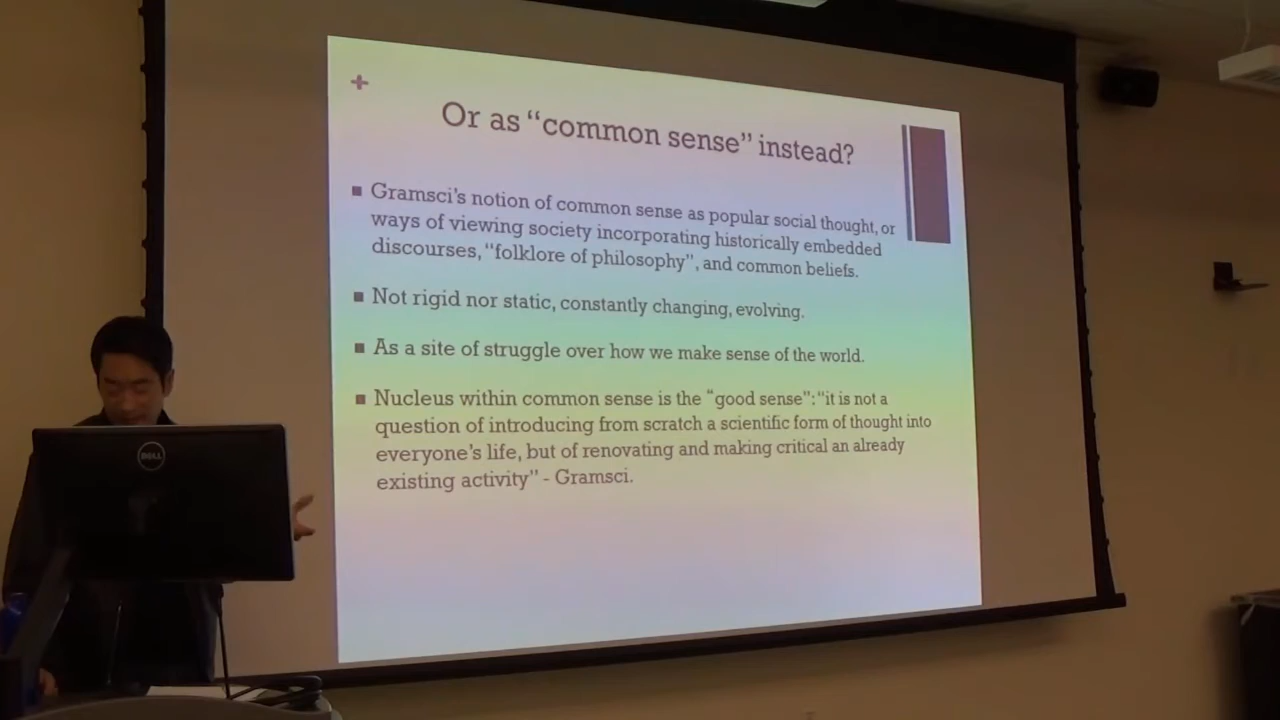 +
Or as “common sense” instead?
■ Gramsci’s notion of common sense as popular social thought, or
ways of viewing society incorporating historically embedded
discourses, “folklore of philosophy”, and common beliefs.
■ Not rigid nor static, constantly changing, evolving.
■ As a site of struggle over how we make sense of the world.
■ Nucleus within common sense is the “good sense”: “it is not a
question of introducing from scratch a scientific form of thought into
everyone’s life, but of renovating and making critical an already
existing activity” - Gramsci.
DELL